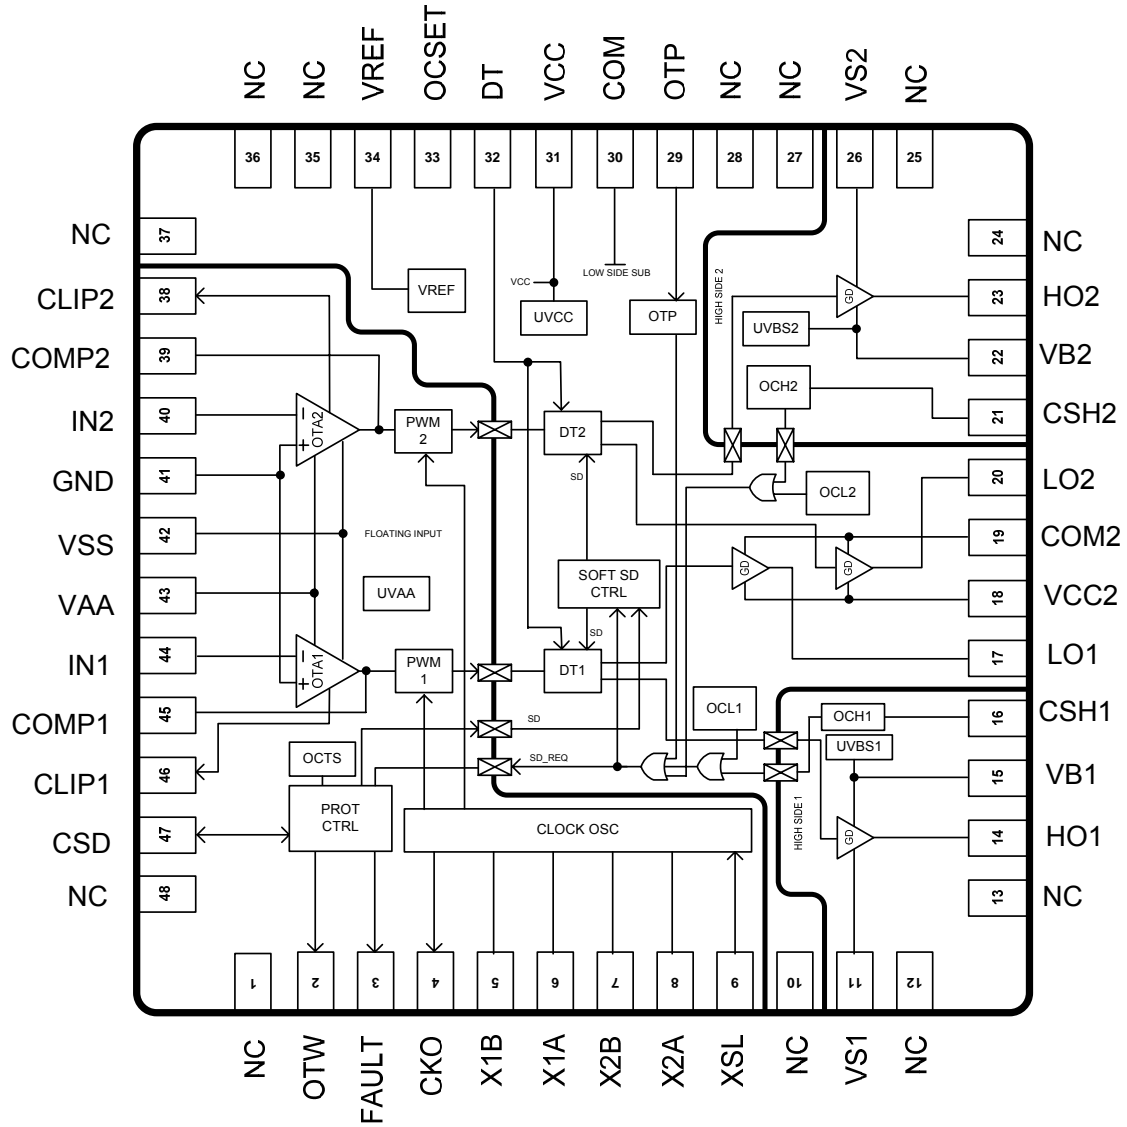 NC
NC
VREF
OCSET
DT
VCC
COM
OTP
NC
NC
VS2
NC
36
35
34
33
32
31
30
29
28
27
26
25
NC
37
24
NC
CLIP2
38
VREF
VCC
LOW SIDE SUB
UVCC
OTP
HIGH SIDE 2
GD
23
HO2
UVBS2
COMP2
39
22
VB2
OCH2
IN2
40
OTA2
PWM
2
DT2
21
CSH2
GND
41
SD
OCL2
20
LO2
VSS
42
FLOATING INPUT
19
COM2
SOFT SD
CTRL
GD
GD
VAA
43
UVAA
18
VCC2
SD
IN1
44
OTA1
PWM
1
DT1
17
LO1
COMP1
45
SD
OCL1
OCH1
16
CSH1
UVBS1
OCTS
SD_REQ
CLIP1
46
15
VB1
PROT
CTRL
CLOCK OSC
HIGH SIDE 1
GD
CSD
47
14
HO1
NC
48
13
NC
1
2
3
4
5
6
7
8
9
10
11
12
NC
OTW
FAULT
CKO
X1B
X1A
X2B
X2A
XSL
NC
VS1
NC